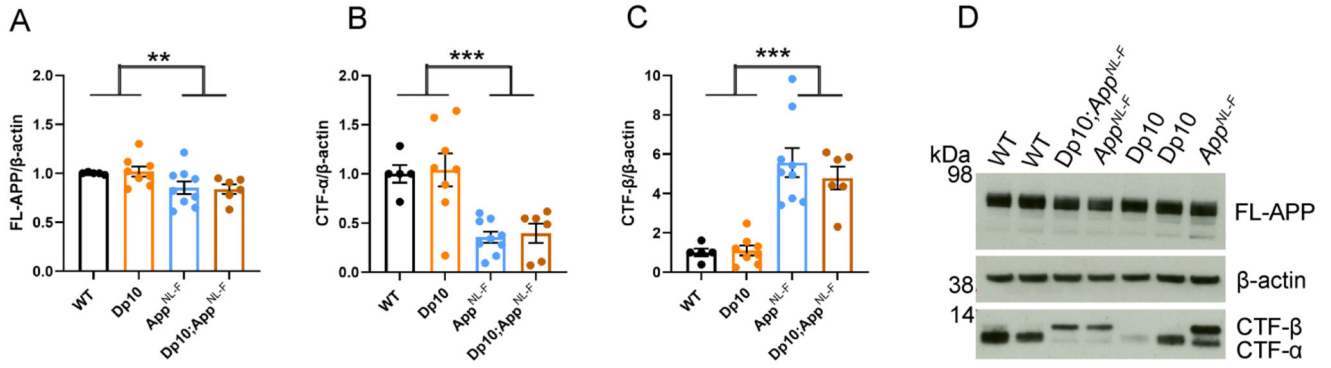 A
**
FL-APP/β-actin
2.0
1.5
1.0
0.5
0.0
WT
Dp10
App^NL-F
Dp10;App^NL-F
B
***
CTF-α/β-actin
2.0
1.5
1.0
0.5
0.0
WT
Dp10
App^NL-F
Dp10;App^NL-F
C
***
CTF-β/β-actin
10
8
6
4
2
0
WT
Dp10
App^NL-F
Dp10;App^NL-F
D
WT
WT
Dp10;App^NL-F
App^NL-F
Dp10
Dp10
App^NL-F
kDa
98
FL-APP
38
β-actin
14
CTF-β
CTF-α